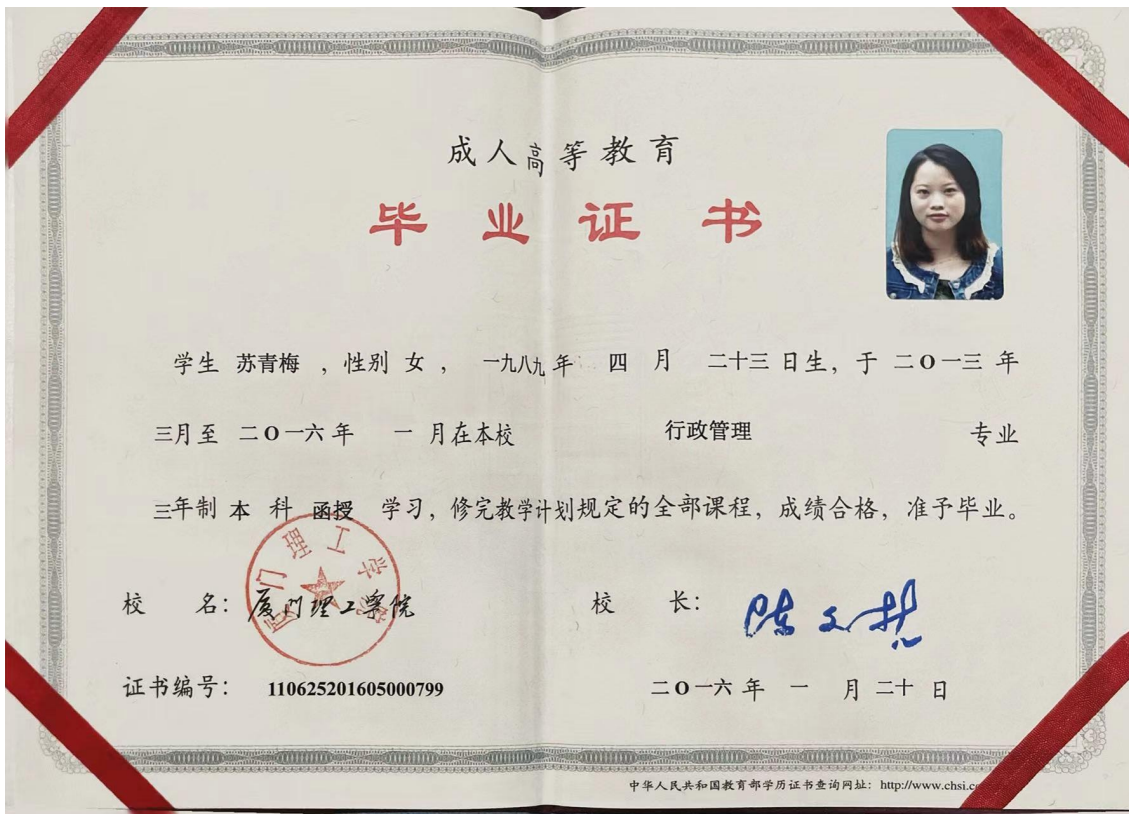 成人高等教育
毕业证书
学生 苏青梅 ，性别 女 ， 一九八九 年 四 月 二十三 日生，于 二O一三 年
三月至 二O一六 年 一 月在本校 行政管理 专业
三年制 本 科 函授 学习，修完教学计划规定的全部课程，成绩合格，准予毕业。
校 名：厦门理工学院
厦门理工学院
校 长：
证书编号： 110625201605000799
二O一六 年 一 月 二十 日
中华人民共和国教育部学历证书查询网址：http://www.chsi.c